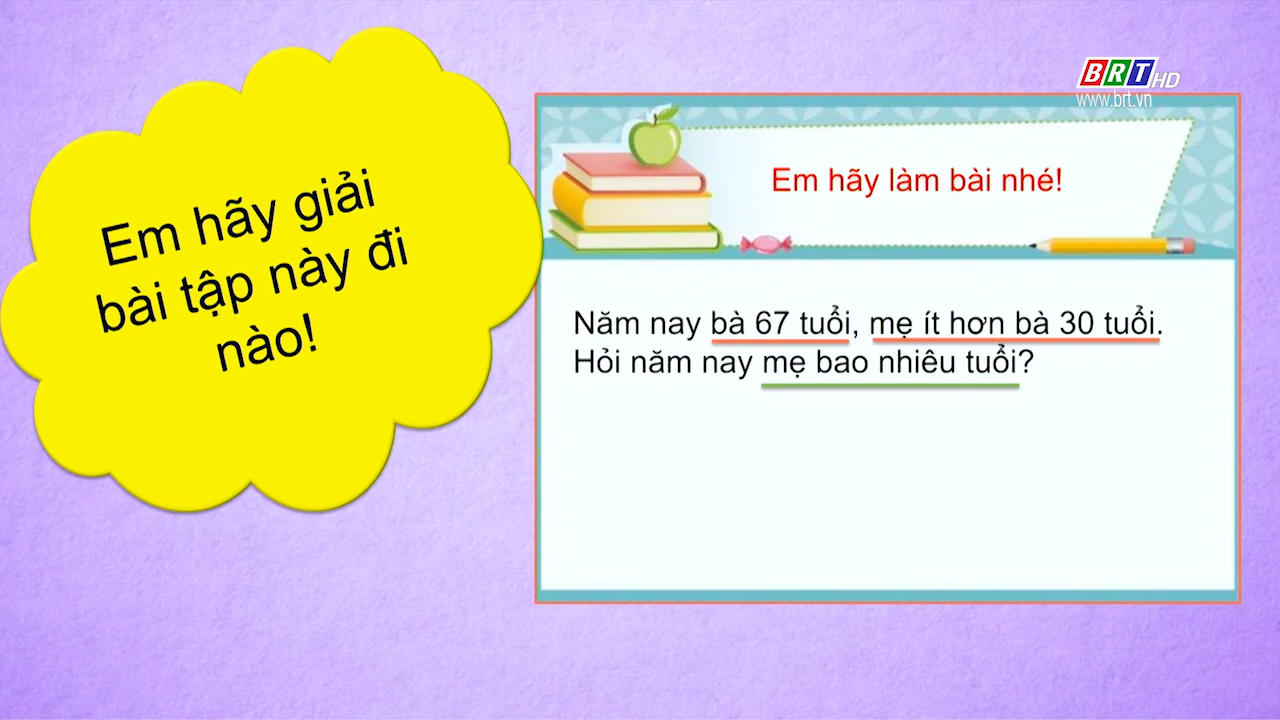 BRT HD
www.brt.vn
Em hãy giải
bài tập này đi
nào!
Em hãy làm bài nhé!
Năm nay bà 67 tuổi, mẹ ít hơn bà 30 tuổi.
Hỏi năm nay mẹ bao nhiêu tuổi?